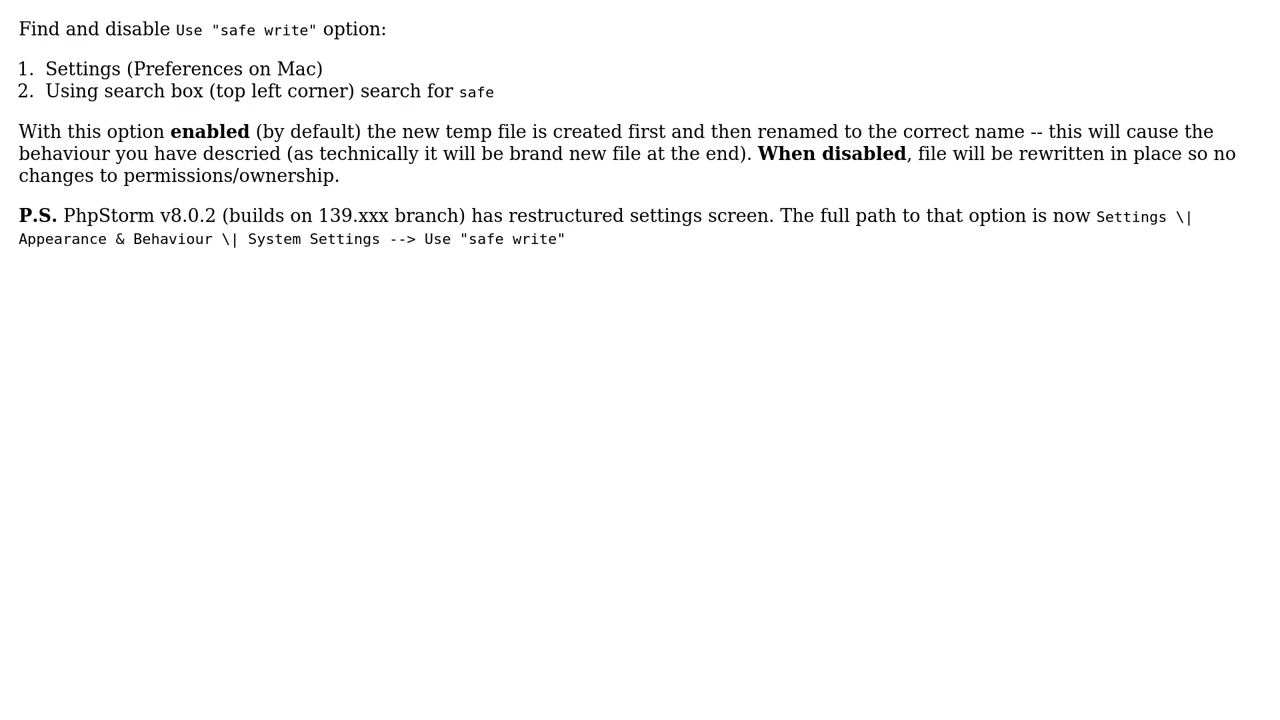 Find and disable Use "safe write" option:
1. Settings (Preferences on Mac)
2. Using search box (top left corner) search for safe
With this option enabled (by default) the new temp file is created first and then renamed to the correct name -- this will cause the
behaviour you have descried (as technically it will be brand new file at the end). When disabled, file will be rewritten in place so no
changes to permissions/ownership.
P.S. PhpStorm v8.0.2 (builds on 139.xxx branch) has restructured settings screen. The full path to that option is now Settings \|
Appearance & Behaviour \| System Settings --> Use "safe write"